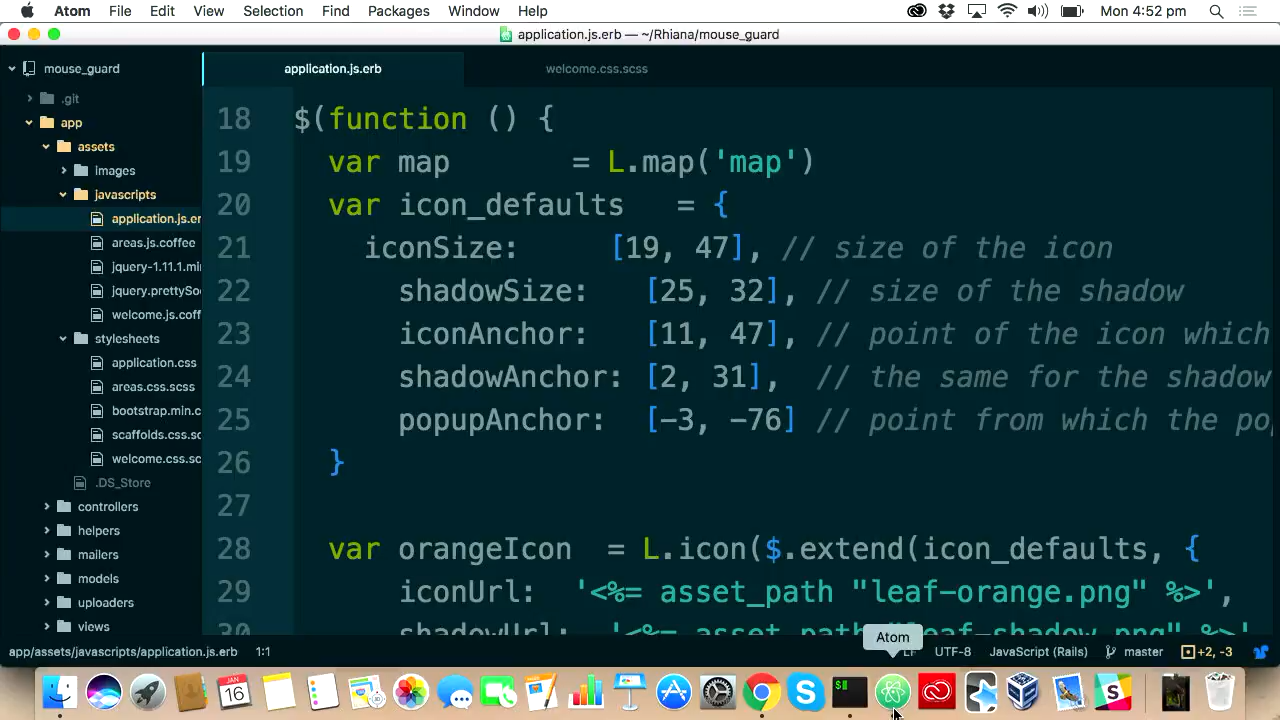 Atom File Edit View Selection Find Packages Window Help Mon 4:52 pm
application.js.erb — ~/Rhiana/mouse_guard
mouse_guard
.git
app
assets
images
javascripts
application.js.er
areas.js.coffee
jquery-1.11.1.mi
jquery.prettySo
welcome.js.coff
stylesheets
application.css
areas.css.scss
bootstrap.min.c
scaffolds.css.sc
welcome.css.sc
.DS_Store
controllers
helpers
mailers
models
uploaders
views
application.js.erb welcome.css.scss
18 $(function () {
19 var map = L.map('map')
20 var icon_defaults = {
21 iconSize: [19, 47], // size of the icon
22 shadowSize: [25, 32], // size of the shadow
23 iconAnchor: [11, 47], // point of the icon which
24 shadowAnchor: [2, 31], // the same for the shadow
25 popupAnchor: [-3, -76] // point from which the po
26 }
27
28 var orangeIcon = L.icon($.extend(icon_defaults, {
29 iconUrl: '<%= asset_path "leaf-orange.png" %>',
30 shadowUrl: '<%= asset_path "leaf-shadow.png" %>'
Atom
app/assets/javascripts/application.js.erb 1:1 LF UTF-8 JavaScript (Rails) master +2, -3
JAN
16
$